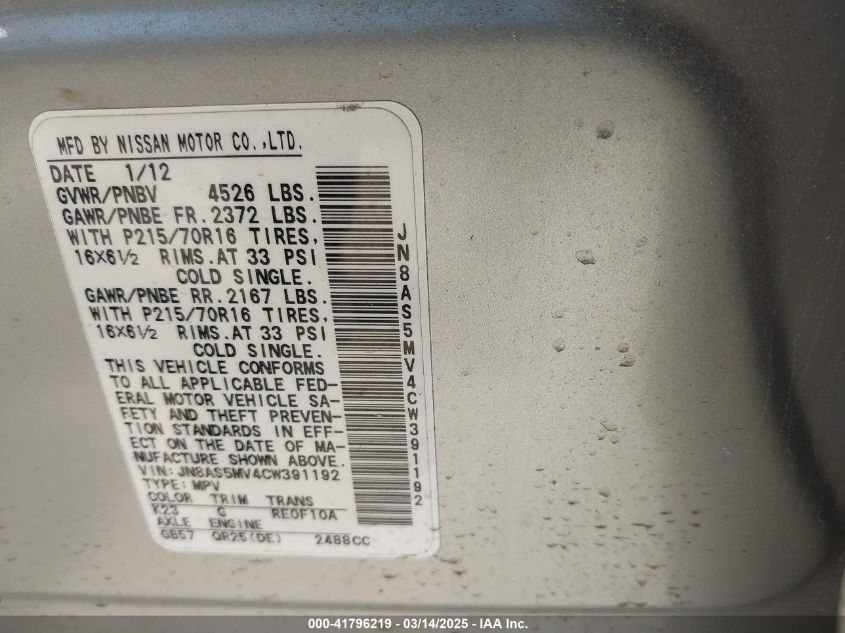 MFD BY NISSAN MOTOR CO.,LTD.
DATE 1/12
GVWR/PNBV 4526 LBS.
GAWR/PNBE FR.2372 LBS.
WITH P215/70R16 TIRES,
16X6½ RIMS.AT 33 PSI
COLD SINGLE.
GAWR/PNBE RR.2167 LBS.
WITH P215/70R16 TIRES,
16X6½ RIMS.AT 33 PSI
COLD SINGLE.
THIS VEHICLE CONFORMS
TO ALL APPLICABLE FED-
ERAL MOTOR VEHICLE SA-
FETY AND THEFT PREVEN-
TION STANDARDS IN EFF-
ECT ON THE DATE OF MA-
NUFACTURE SHOWN ABOVE.
VIN:JN8AS5MV4CW391192
TYPE:MPV
COLOR TRIM TRANS
K23 G RE0F10A
AXLE ENGINE
GB57 QR25(DE) 2488CC
JN8AS5MV4CW391192
000-41796219 - 03/14/2025 - IAA Inc.